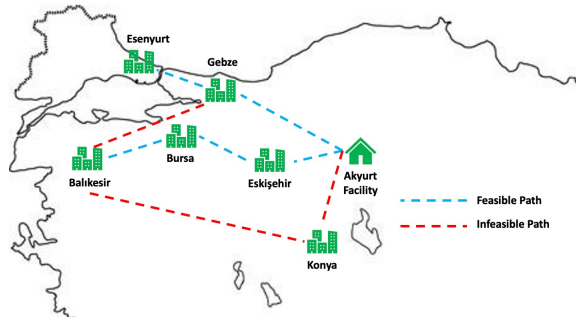 Esenyurt
Gebze
Bursa
Balıkesir
Eskişehir
Akyurt
Facility
Konya
Feasible Path
Infeasible Path